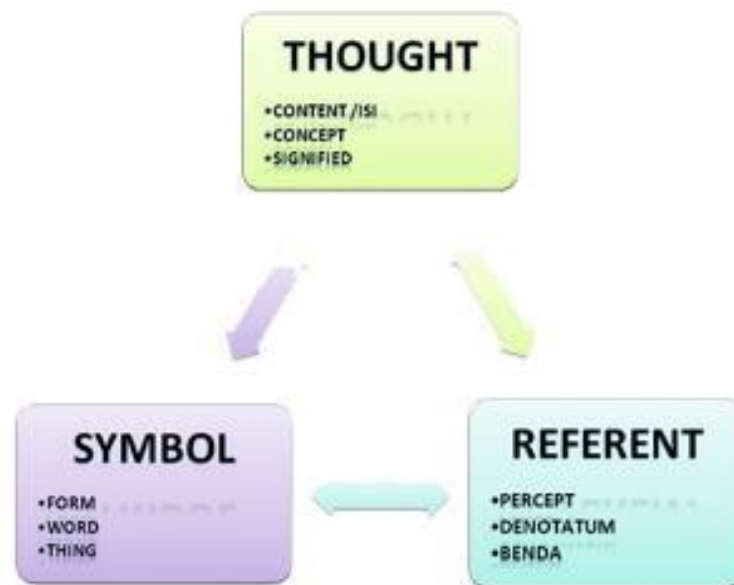 THOUGHT
•CONTENT/ISI
•CONCEPT
•SIGNIFIED
SYMBOL
•FORM
•WORD
•THING
REFERENT
•PERCEPT
•DENOTATUM
•BENDA